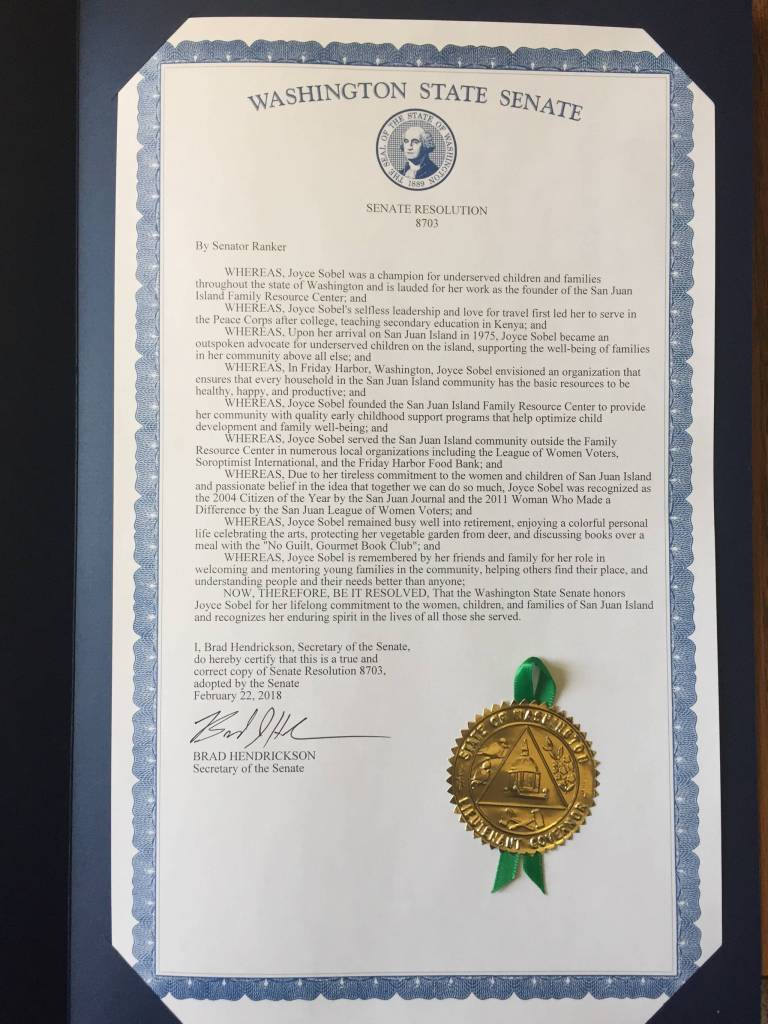 WASHINGTON STATE SENATE
THE SEAL OF THE STATE OF WASHINGTON
1889
SENATE RESOLUTION
8703
By Senator Ranker
WHEREAS, Joyce Sobel was a champion for underserved children and families
throughout the state of Washington and is lauded for her work as the founder of the San Juan
Island Family Resource Center; and
WHEREAS, Joyce Sobel's selfless leadership and love for travel first led her to serve in
the Peace Corps after college, teaching secondary education in Kenya; and
WHEREAS, Upon her arrival on San Juan Island in 1975, Joyce Sobel became an
outspoken advocate for underserved children on the island, supporting the well-being of families
in her community above all else; and
WHEREAS, In Friday Harbor, Washington, Joyce Sobel envisioned an organization that
ensures that every household in the San Juan Island community has the basic resources to be
healthy, happy, and productive; and
WHEREAS, Joyce Sobel founded the San Juan Island Family Resource Center to provide
her community with quality early childhood support programs that help optimize child
development and family well-being; and
WHEREAS, Joyce Sobel served the San Juan Island community outside the Family
Resource Center in numerous local organizations including the League of Women Voters,
Soroptimist International, and the Friday Harbor Food Bank; and
WHEREAS, Due to her tireless commitment to the women and children of San Juan Island
and passionate belief in the idea that together we can do so much, Joyce Sobel was recognized as
the 2004 Citizen of the Year by the San Juan Journal and the 2011 Woman Who Made a
Difference by the San Juan League of Women Voters; and
WHEREAS, Joyce Sobel remained busy well into retirement, enjoying a colorful personal
life celebrating the arts, protecting her vegetable garden from deer, and discussing books over a
meal with the "No Guilt, Gourmet Book Club"; and
WHEREAS, Joyce Sobel is remembered by her friends and family for her role in
welcoming and mentoring young families in the community, helping others find their place, and
understanding people and their needs better than anyone;
NOW, THEREFORE, BE IT RESOLVED, That the Washington State Senate honors
Joyce Sobel for her lifelong commitment to the women, children, and families of San Juan Island
and recognizes her enduring spirit in the lives of all those she served.
I, Brad Hendrickson, Secretary of the Senate,
do hereby certify that this is a true and
correct copy of Senate Resolution 8703,
adopted by the Senate
February 22, 2018
BRAD HENDRICKSON
Secretary of the Senate
STATE OF WASHINGTON
LIEUTENANT GOVERNOR